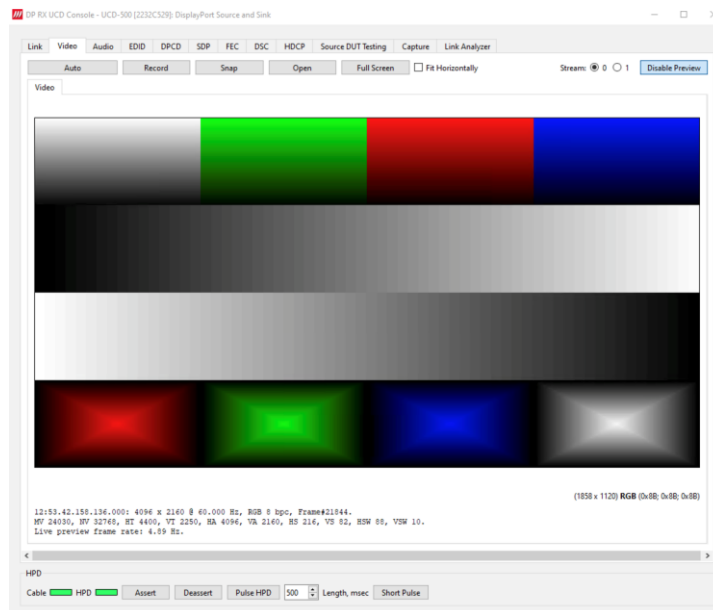 DP RX UCD Console - UCD-500 [2232C529]: DisplayPort Source and Sink
Link Video Audio EDID DPCD SDP FEC DSC HDCP Source DUT Testing Capture Link Analyzer
Auto Record Snap Open Full Screen Fit Horizontally Stream: 0 1 Disable Preview
Video
(1858 x 1120) RGB (0x8B; 0x8B; 0x8B)
12:53.42.158.136.000: 4096 x 2160 @ 60.000 Hz, RGB 8 bpc, Frame#21844.
MV 24030, NV 32768, HT 4400, VT 2250, HA 4096, VA 2160, HS 216, VS 82, HSW 88, VSW 10.
Live preview frame rate: 4.89 Hz.
HPD
Cable HPD Assert Deassert Pulse HPD 500 Length, msec Short Pulse